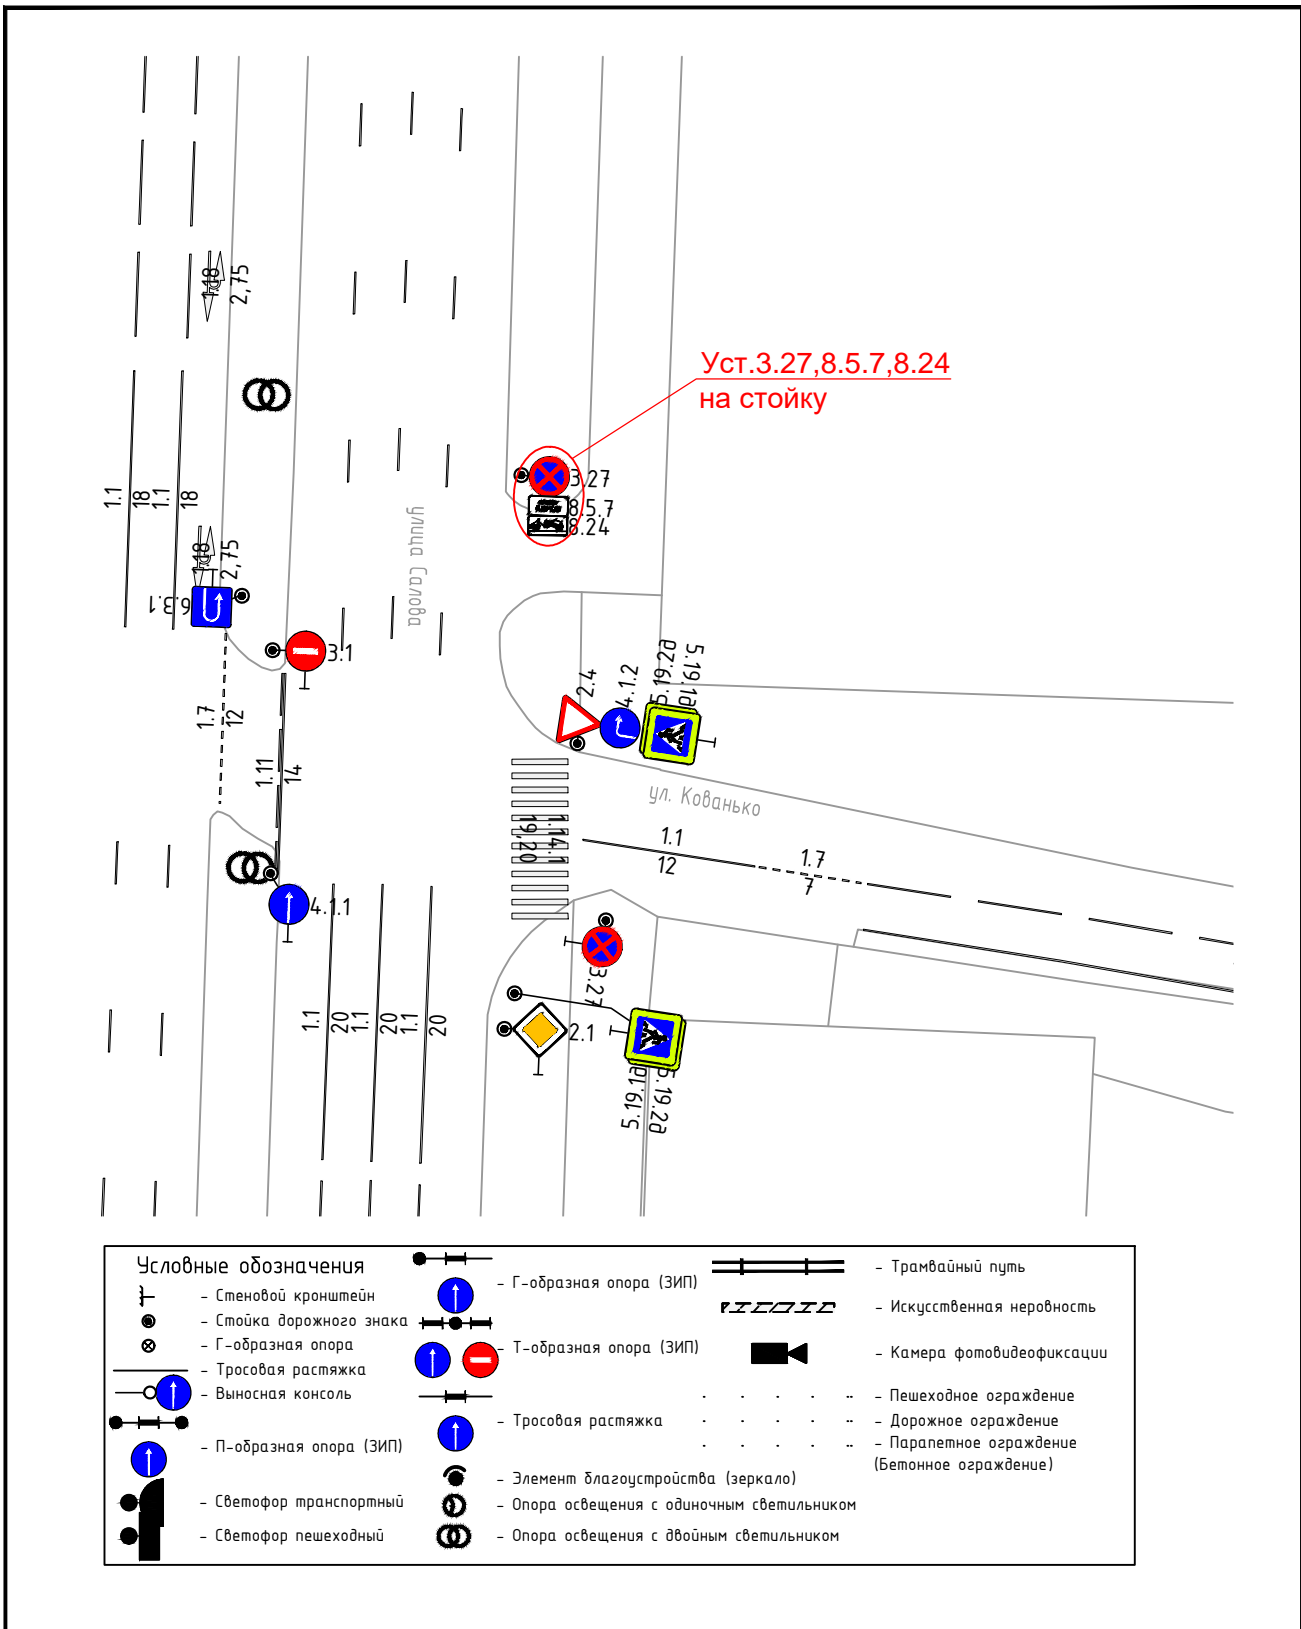 1.18
2,75
Уст.3.27,8.5.7,8.24
на стойку
3.27
8.5.7
8.24
1.1
18
1.1
18
улица Салова
1.18
2,75
6.3.1
3.1
2.4
4.1.2
5.19.2д
5.19.1д
1.7
12
1.11
14
ул. Кованько
1.14.1
19,20
1.1
12
1.7
7
4.1.1
3.27
1.1
20
1.1
20
1.1
20
2.1
5.19.1д
5.19.2д
Условные обозначения
- Стеновой кронштейн
- Стойка дорожного знака
- Г-образная опора
- Тросовая растяжка
- Выносная консоль
- П-образная опора (ЗИП)
- Светофор транспортный
- Светофор пешеходный
- Г-образная опора (ЗИП)
- Т-образная опора (ЗИП)
- Тросовая растяжка
- Элемент благоустройства (зеркало)
- Опора освещения с одиночным светильником
- Опора освещения с двойным светильником
- Трамвайный путь
- Искусственная неровность
- Камера фотовидеофиксации
- Пешеходное ограждение
- Дорожное ограждение
- Парапетное ограждение
(Бетонное ограждение)